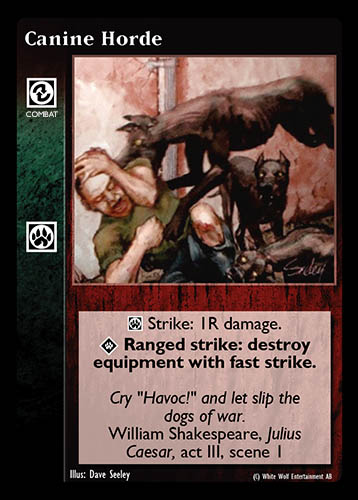 Canine Horde
COMBAT
Seeley
Strike: 1R damage.
Ranged strike: destroy
equipment with fast strike.
Cry "Havoc!" and let slip the
dogs of war.
William Shakespeare, Julius
Caesar, act III, scene 1
Illus: Dave Seeley
(C) White Wolf Entertainment AB